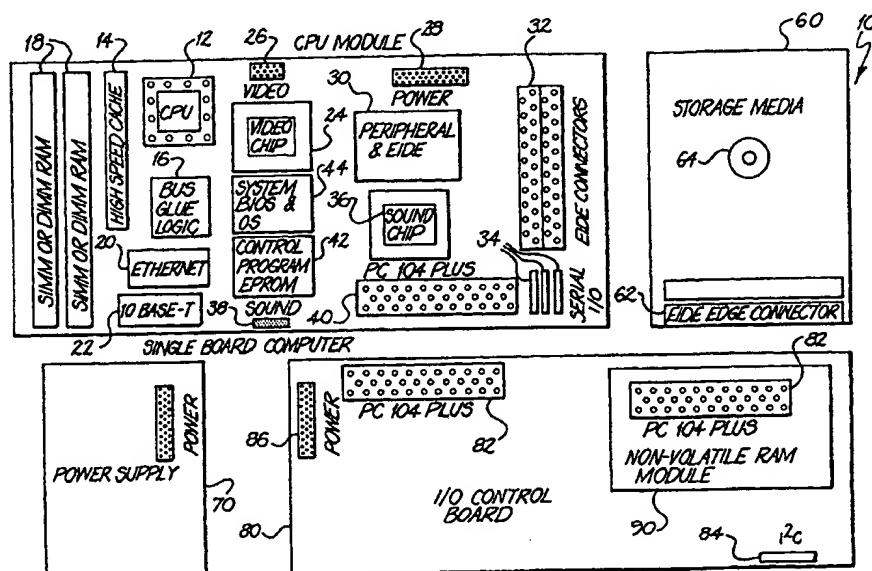 18
14
12
26
CPU MODULE
28
32
60
10
SIMM OR DIMM RAM
SIMM OR DIMM RAM
HIGH SPEED CACHE
CPU
VIDEO
30
POWER
STORAGE MEDIA
VIDEO
CHIP
24
PERIPHERAL
& EIDE
EIDE CONNECTORS
64
16
BUS
GLUE
LOGIC
SYSTEM
BIOS &
OS
44
36
SOUND
CHIP
34
20
ETHERNET
CONTROL
PROGRAM
EPROM
42
PC 104 PLUS
SERIAL
I/O
62
EIDE EDGE CONNECTOR
10 BASE-T
38
SOUND
40
22
SINGLE BOARD COMPUTER
82
POWER
86
POWER
PC 104 PLUS
82
PC 104 PLUS
NON-VOLATILE RAM
MODULE
POWER SUPPLY
70
80
I/O CONTROL
BOARD
90
84
I2C